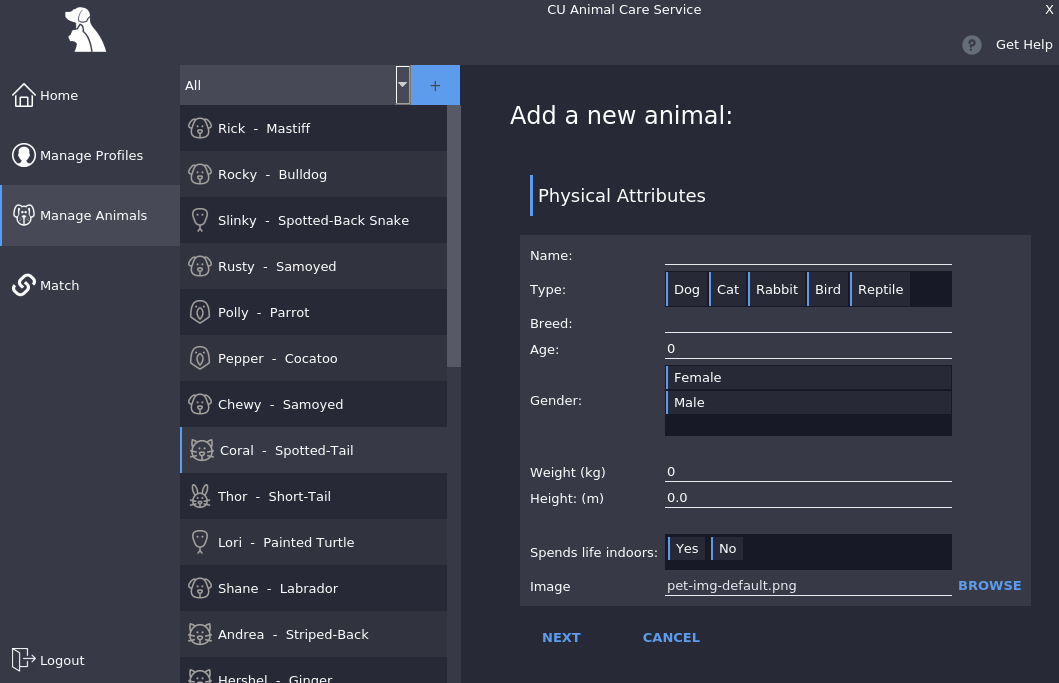 CU Animal Care Service
X
? Get Help
Home
Manage Profiles
Manage Animals
Match
Logout
All
+
Rick - Mastiff
Rocky - Bulldog
Slinky - Spotted-Back Snake
Rusty - Samoyed
Polly - Parrot
Pepper - Cocatoo
Chewy - Samoyed
Coral - Spotted-Tail
Thor - Short-Tail
Lori - Painted Turtle
Shane - Labrador
Andrea - Striped-Back
Hershel - Ginger
Add a new animal:
Physical Attributes
Name:
Type: Dog Cat Rabbit Bird Reptile
Breed:
Age: 0
Gender: Female
Male
Weight (kg) 0
Height: (m) 0.0
Spends life indoors: Yes No
Image pet-img-default.png BROWSE
NEXT CANCEL